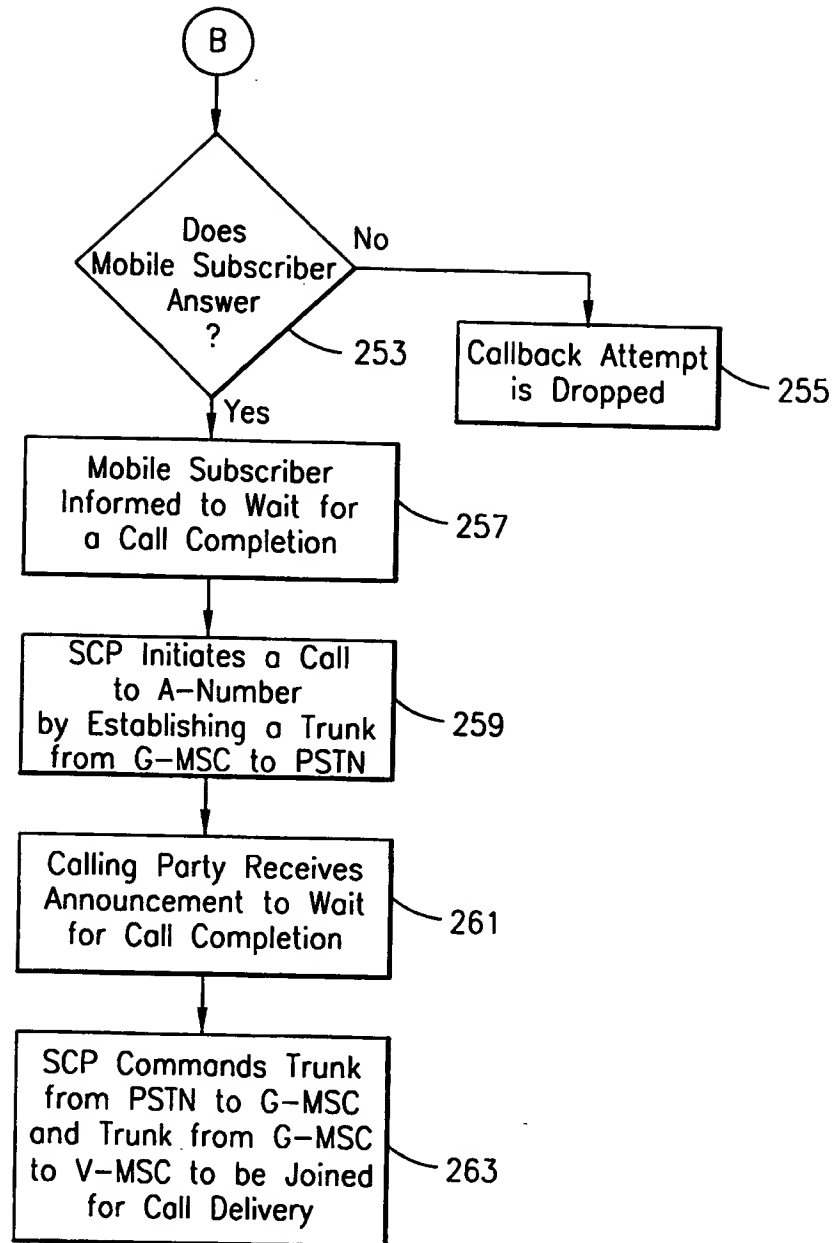 B
Does
Mobile Subscriber
Answer
?
No
253
Callback Attempt
is Dropped
255
Yes
Mobile Subscriber
Informed to Wait for
a Call Completion
257
SCP Initiates a Call
to A-Number
by Establishing a Trunk
from G-MSC to PSTN
259
Calling Party Receives
Announcement to Wait
for Call Completion
261
SCP Commands Trunk
from PSTN to G-MSC
and Trunk from G-MSC
to V-MSC to be Joined
for Call Delivery
263